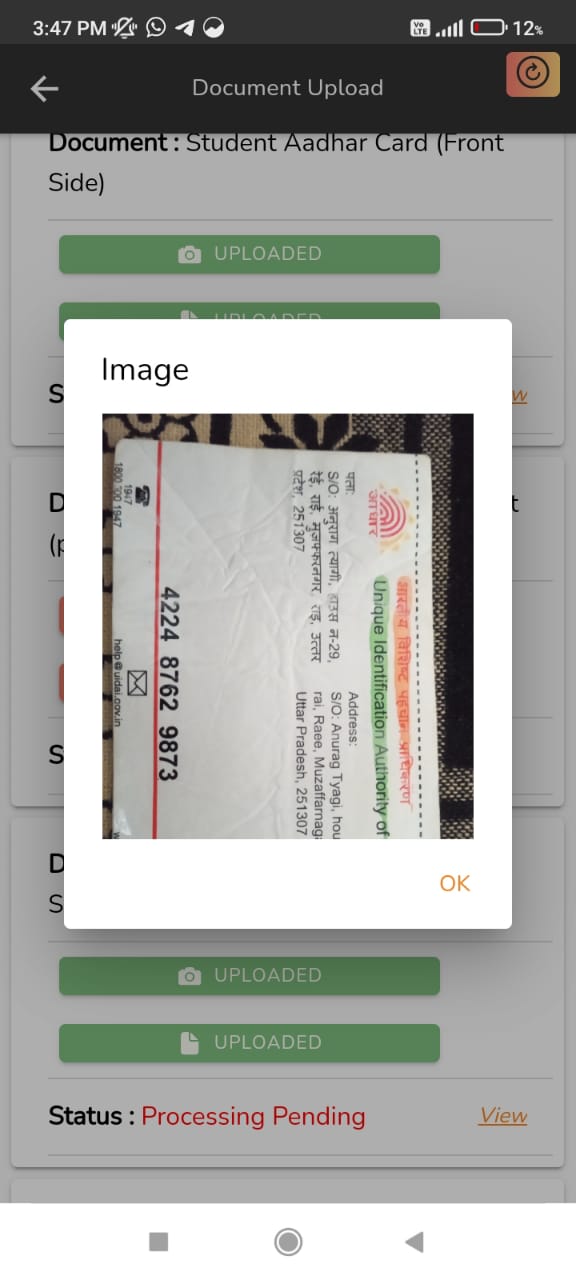 3:47 PM
Vo LTE
12%
Document Upload
Document : Student Aadhar Card (Front
Side)
UPLOADED
UPLOADED
Image
भारतीय विशिष्ट पहचान प्राधिकरण
Unique Identification Authority of
आधार
पता:
S/O: अनुराग त्यागी, हाउस न-29,
रई, राई, मुजफ्फरनगर, राइ, उत्तर
प्रदेश, 251307
Address:
S/O: Anurag Tyagi, hou
rai, Raee, Muzaffarnag
Uttar Pradesh, 251307
4224 8762 9873
1947
1800 300 1947
help@uidai.gov.in
OK
UPLOADED
UPLOADED
Status : Processing Pending
View